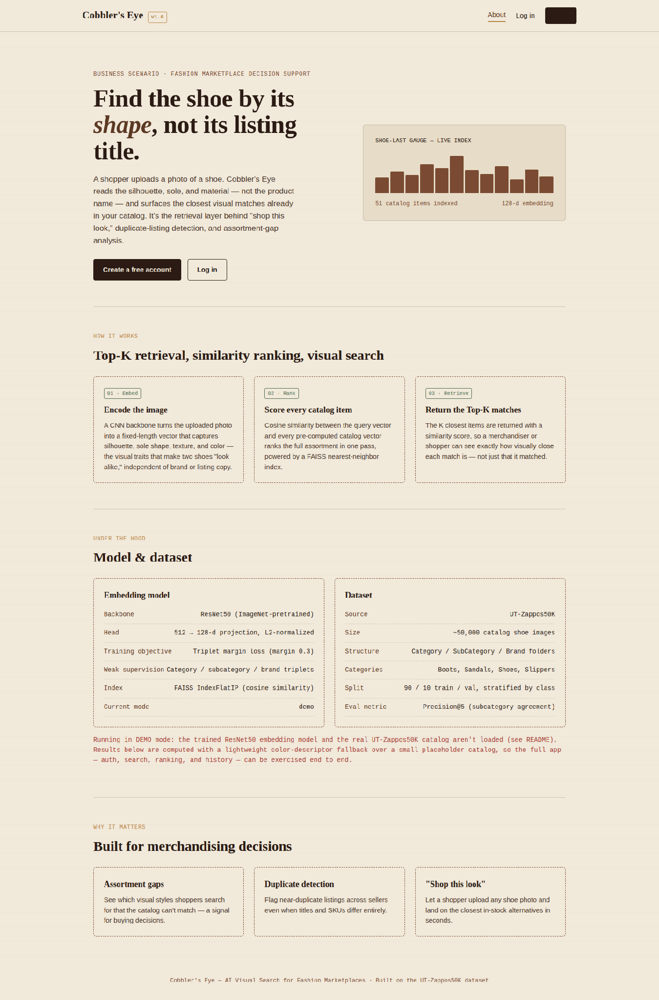 Cobbler's Eye v1.0
About Log in
BUSINESS SCENARIO · FASHION MARKETPLACE DECISION SUPPORT
Find the shoe by its
shape, not its listing
title.
A shopper uploads a photo of a shoe. Cobbler's Eye
reads the silhouette, sole, and material — not the product
name — and surfaces the closest visual matches already
in your catalog. It's the retrieval layer behind "shop this
look," duplicate-listing detection, and assortment-gap
analysis.
Create a free account
Log in
SHOE-LAST GAUGE — LIVE INDEX
51 catalog items indexed 128-d embedding
HOW IT WORKS
Top-K retrieval, similarity ranking, visual search
01 · Embed
Encode the image
A CNN backbone turns the uploaded photo
into a fixed-length vector that captures
silhouette, sole shape, texture, and color —
the visual traits that make two shoes "look
alike," independent of brand or listing copy.
02 · Rank
Score every catalog item
Cosine similarity between the query vector
and every pre-computed catalog vector
ranks the full assortment in one pass,
powered by a FAISS nearest-neighbor
index.
03 · Retrieve
Return the Top-K matches
The K closest items are returned with a
similarity score, so a merchandiser or
shopper can see exactly how visually close
each match is — not just that it matched.
UNDER THE HOOD
Model & dataset
Embedding model
Backbone ResNet50 (ImageNet-pretrained)
Head 512 → 128-d projection, L2-normalized
Training objective Triplet margin loss (margin 0.3)
Weak supervision Category / subcategory / brand triplets
Index FAISS IndexFlatIP (cosine similarity)
Current mode demo
Dataset
Source UT-Zappos50K
Size ~50,000 catalog shoe images
Structure Category / SubCategory / Brand folders
Categories Boots, Sandals, Shoes, Slippers
Split 90 / 10 train / val, stratified by class
Eval metric Precision@5 (subcategory agreement)
Running in DEMO mode: the trained ResNet50 embedding model and the real UT-Zappos50K catalog aren't loaded (see README).
Results below are computed with a lightweight color-descriptor fallback over a small placeholder catalog, so the full app
— auth, search, ranking, and history — can be exercised end to end.
WHY IT MATTERS
Built for merchandising decisions
Assortment gaps
See which visual styles shoppers search
for that the catalog can't match — a signal
for buying decisions.
Duplicate detection
Flag near-duplicate listings across sellers
even when titles and SKUs differ entirely.
"Shop this look"
Let a shopper upload any shoe photo and
land on the closest in-stock alternatives in
seconds.
Cobbler's Eye — AI Visual Search for Fashion Marketplaces · Built on the UT-Zappos50K dataset